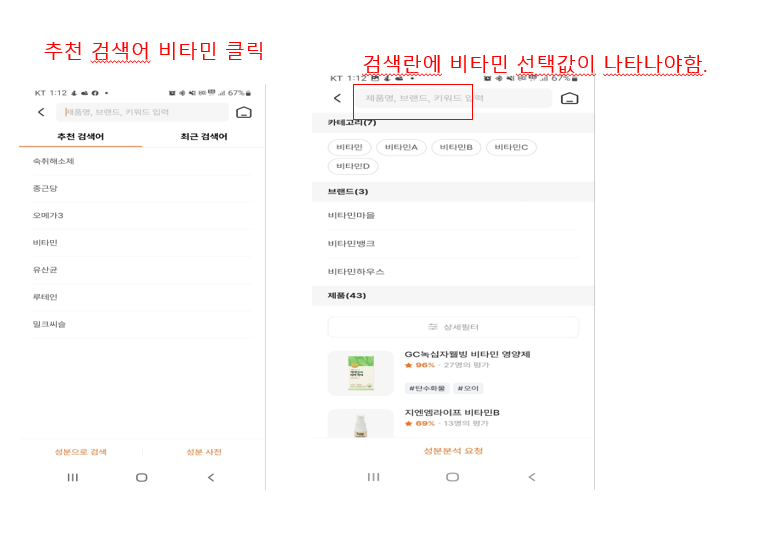 추천 검색어 비타민 클릭
검색란에 비타민 선택값이 나타나야함.
KT 1:12
67%
제품명, 브랜드, 키워드 입력
추천 검색어
최근 검색어
숙취해소제
종근당
오메가3
비타민
유산균
루테인
밀크씨슬
성분으로 검색
성분 사전
KT 1:12
67%
제품명, 브랜드, 키워드 입력
카테고리(7)
비타민 비타민A 비타민B 비타민C
비타민D
브랜드(3)
비타민마을
비타민뱅크
비타민하우스
제품(43)
상세필터
GC녹십자웰빙 비타민 영양제
96% · 27명의 평가
#탄수화물 #모이
지엔엠라이프 비타민B
69% · 13명의 평가
성분분석 요청